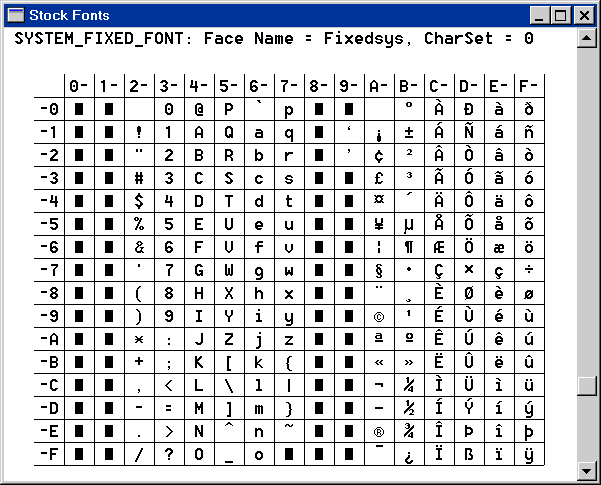 Stock Fonts
SYSTEM_FIXED_FONT: Face Name = Fixedsys, CharSet = 0
0- 1- 2- 3- 4- 5- 6- 7- 8- 9- A- B- C- D- E- F-
-0 ■ ■ 0 @ P ` p ■ ■ ° À Ð à ð
-1 ■ ■ ! 1 A Q a q ■ ‘ ¡ ± Á Ñ á ñ
-2 ■ ■ " 2 B R b r ■ ’ ¢ ² Â Ò â ò
-3 ■ ■ # 3 C S c s ■ ■ £ ³ Ã Ó ã ó
-4 ■ ■ $ 4 D T d t ■ ■ ¤ ´ Ä Ô ä ô
-5 ■ ■ % 5 E U e u ■ ■ ¥ µ Å Õ å õ
-6 ■ ■ & 6 F V f v ■ ■ ¦ ¶ Æ Ö æ ö
-7 ■ ■ ' 7 G W g w ■ ■ § · Ç × ç ÷
-8 ■ ■ ( 8 H X h x ■ ■ ¨ ¸ È Ø è ø
-9 ■ ■ ) 9 I Y i y ■ ■ © ¹ É Ù é ù
-A ■ ■ * : J Z j z ■ ■ ª º Ê Ú ê ú
-B ■ ■ + ; K [ k { ■ ■ « » Ë Û ë û
-C ■ ■ , < L \ l | ■ ■ ¬ ¼ Ì Ü ì ü
-D ■ ■ - = M ] m } ■ ■ - ½ Í Ý í ý
-E ■ ■ . > N ^ n ~ ■ ■ ® ¾ Î Þ î þ
-F ■ ■ / ? O _ o ■ ■ ■ ¯ ¿ Ï ß ï ÿ